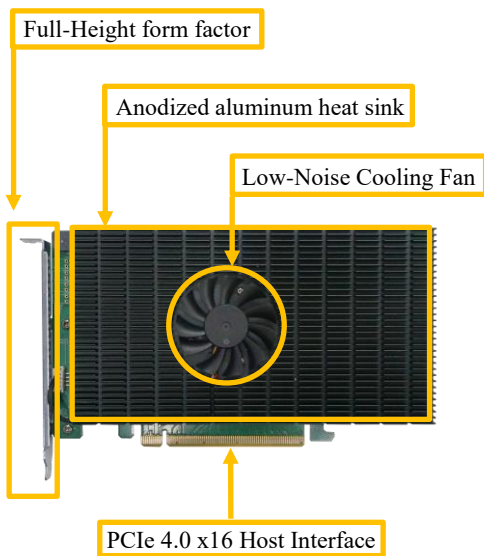 Full-Height form factor
Anodized aluminum heat sink
Low-Noise Cooling Fan
PCIe 4.0 x16 Host Interface